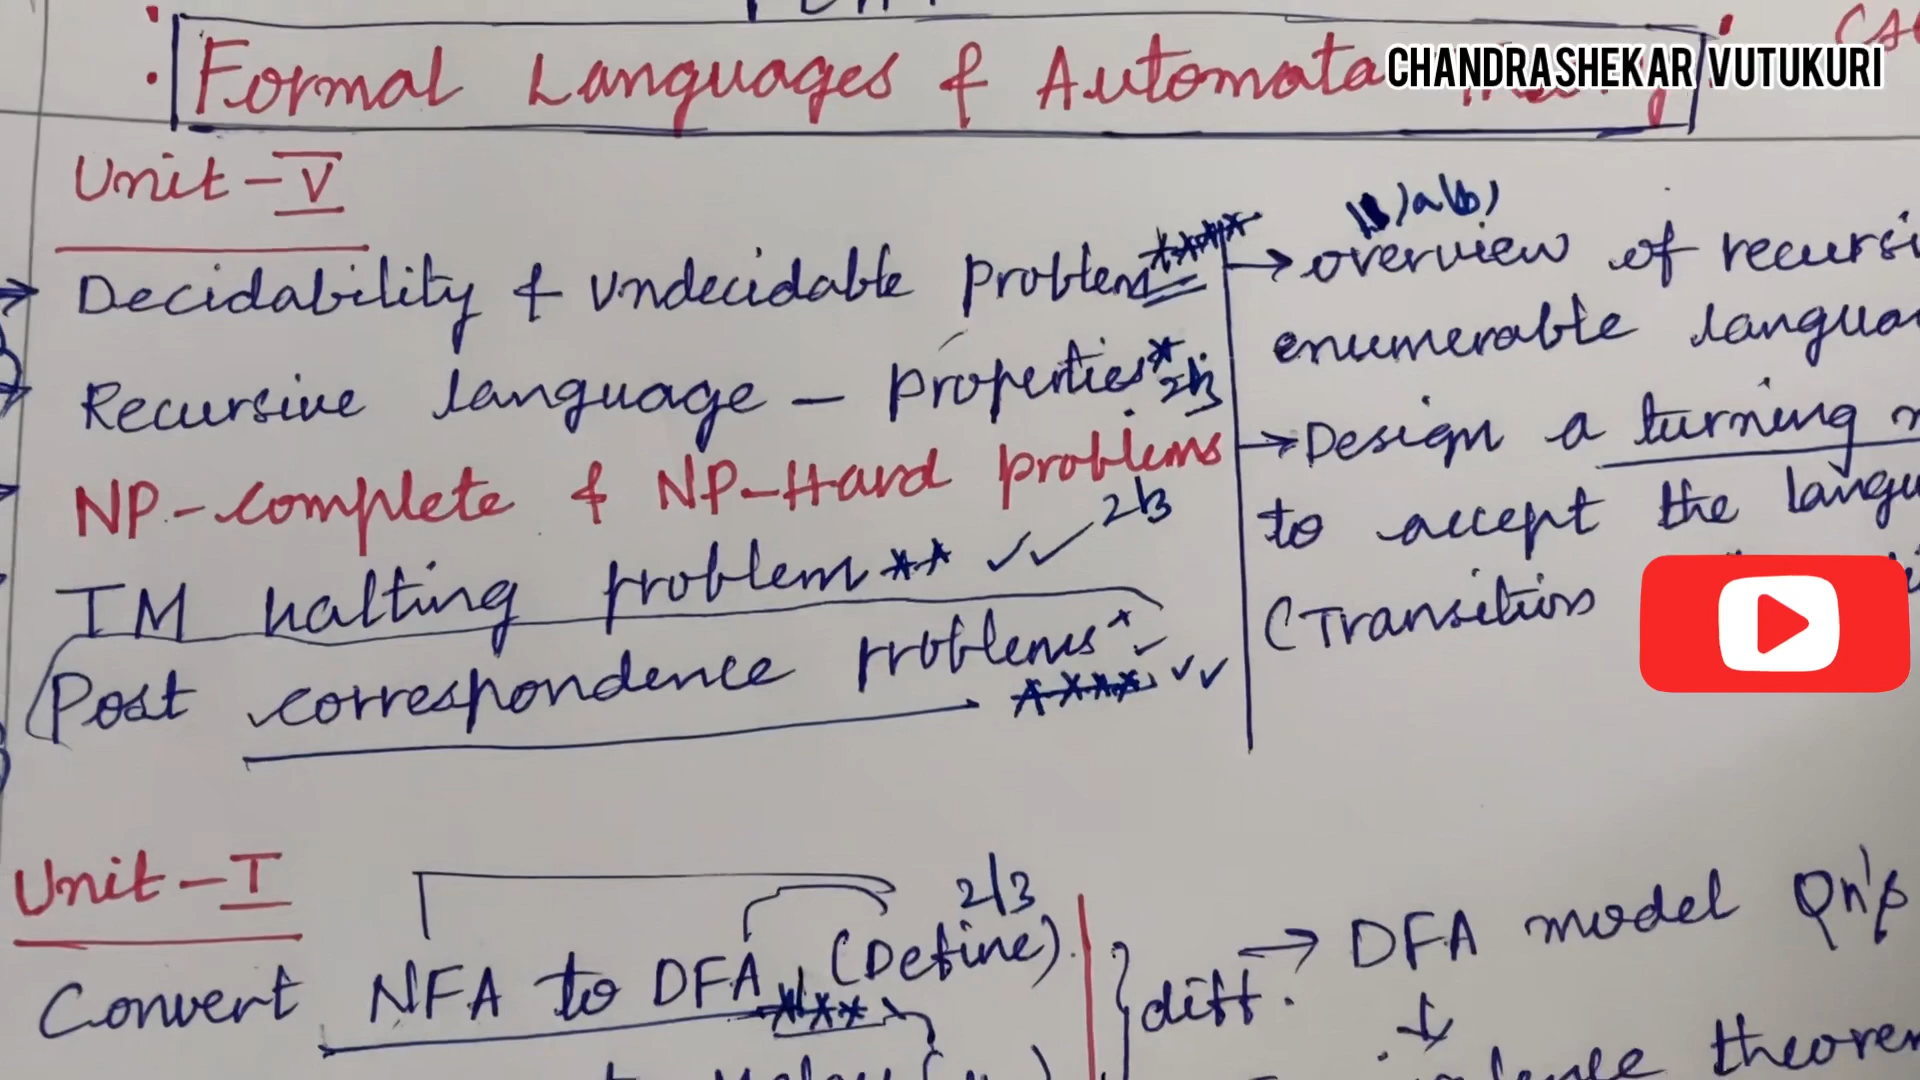 Formal Languages & Automata
CHANDRASHEKAR VUTUKURI
Unit - V
Decidability & undecidable Problem ****
Recursive language - Properties * 2/3
NP-complete & NP-Hard problems
TM halting problem ** ✓✓ 2/3
Post correspondence problems * **** ✓✓
→ overview of recursi
enumerable langua
→ Design a turning m
to accept the langu
(Transition
Unit - I
Convert NFA to DFA (Define) 2/3
***
diff. → DFA model Qn's
↓
theorem